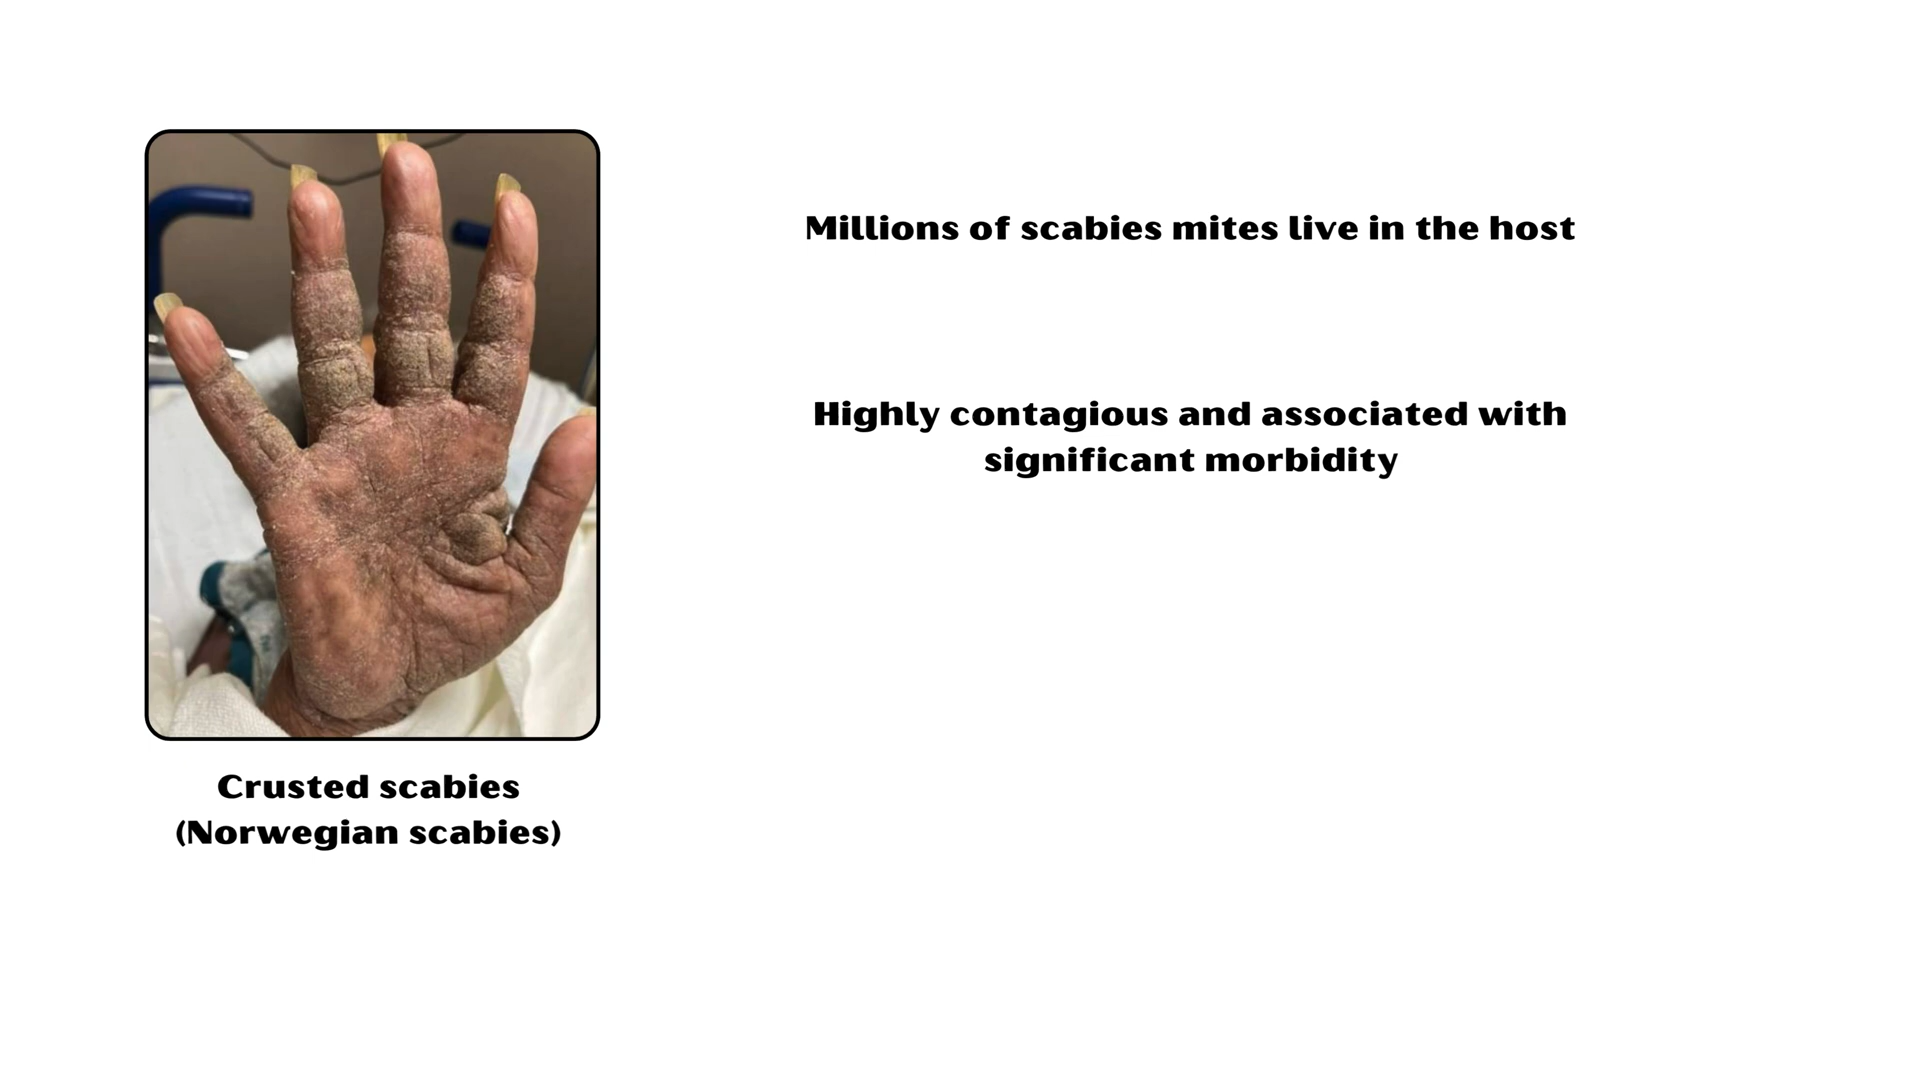 Millions of scabies mites live in the host
Highly contagious and associated with
significant morbidity
Crusted scabies
(Norwegian scabies)